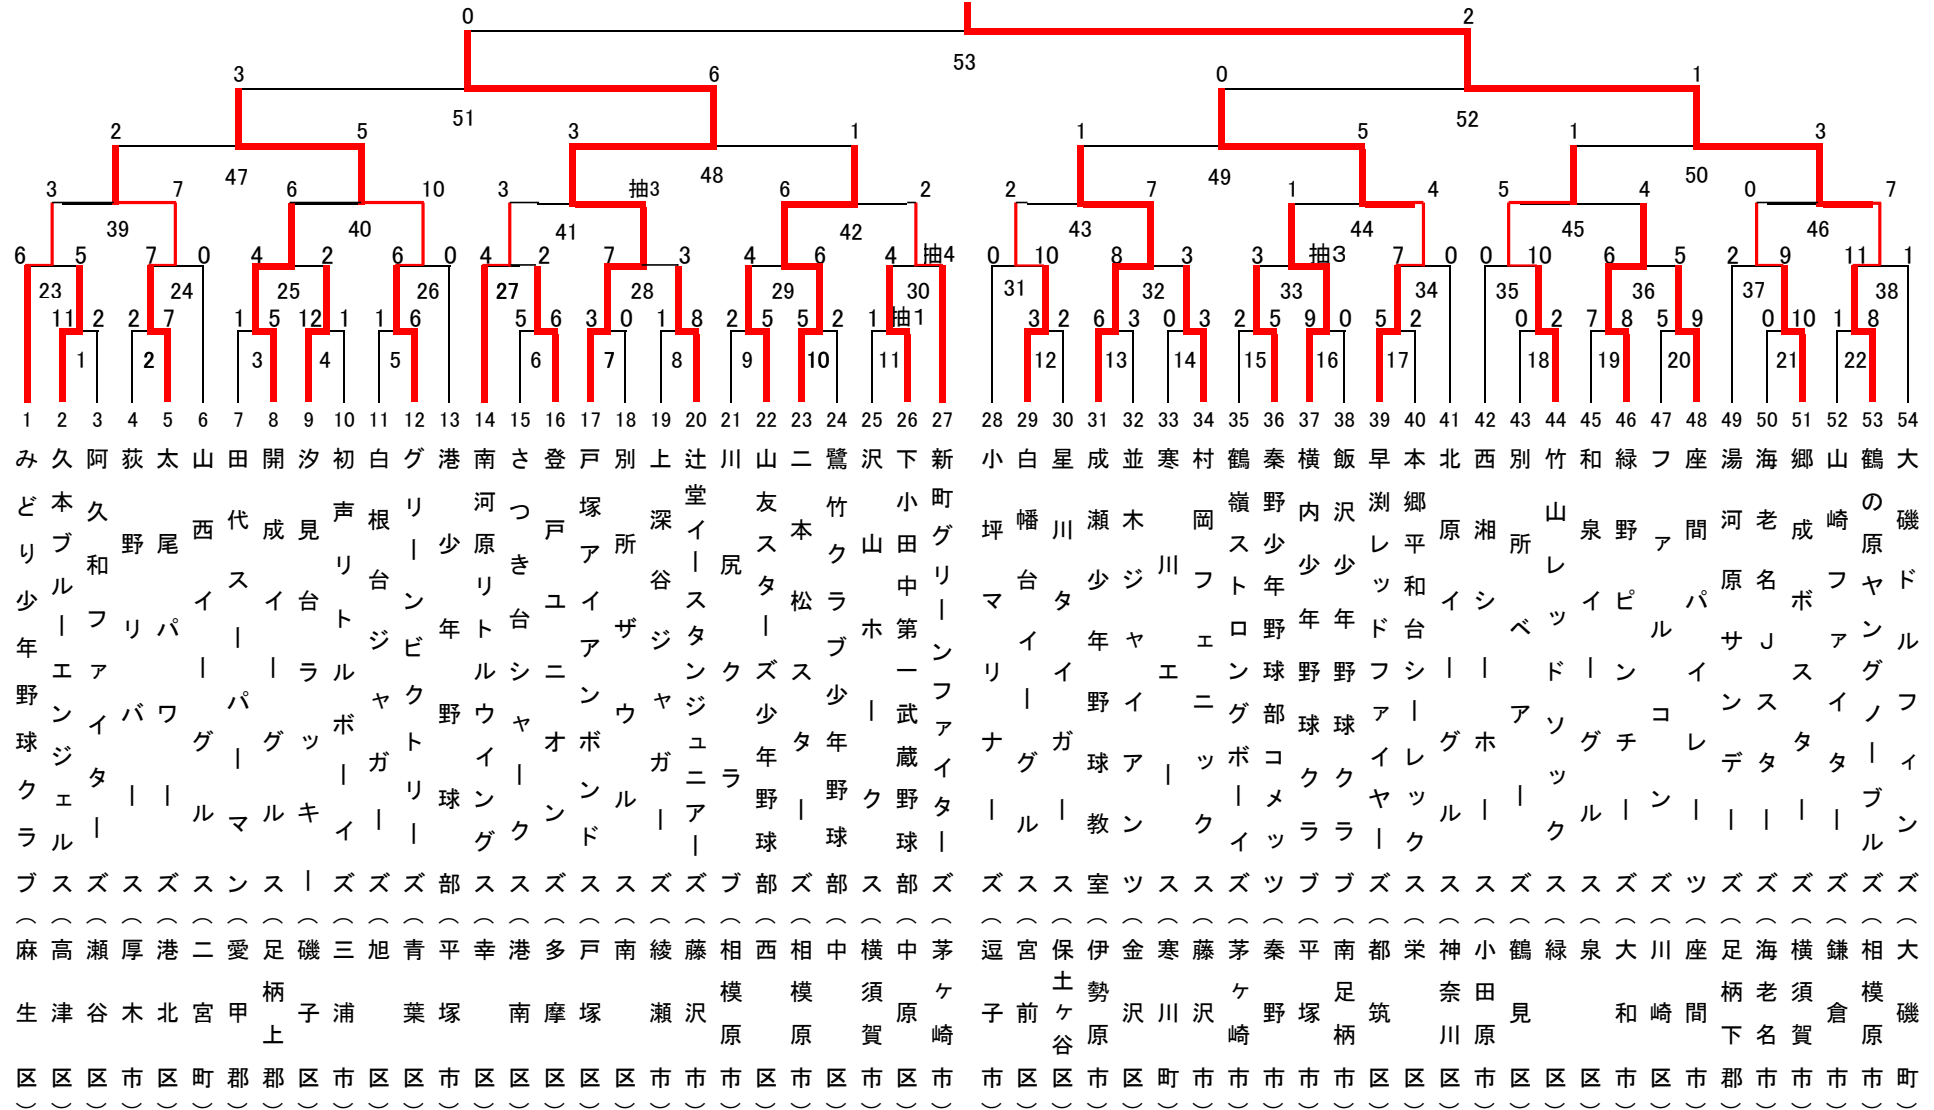 0 2
53
3 6 0 1
51 52
2 5 3 1 1 5 1 3
47 48 49 50
3 7 6 10 3 抽3 6 2 2 7 1 4 5 4 0 7
39 40 41 42 43 44 45 46
6 5 7 0 4 2 6 0 4 2 7 3 4 6 4 抽4 0 10 8 3 3 抽3 7 0 0 10 6 5 2 9 11 1
23 24 25 26 27 28 29 30 31 32 33 34 35 36 37 38
11 2 2 7 1 5 12 1 1 6 5 6 3 0 1 8 2 5 5 2 1 抽1 3 2 6 3 0 3 2 5 9 0 5 2 0 2 7 8 5 9 0 10 1 8
1 2 3 4 5 6 7 8 9 10 11 12 13 14 15 16 17 18 19 20 21 22
1 みどり少年野球クラブ（麻生区）
2 久本ブルーエンジェルス（高津区）
3 阿久和ファイターズ（瀬谷区）
4 荻野リバース（厚木市）
5 太尾パワーズ（港北区）
6 山西イーグルス（二宮町）
7 田代スーパーマン（愛甲郡）
8 開成イーグルス（足柄上郡）
9 汐見台ラッキー（磯子区）
10 初声リトルボーイズ（三浦市）
11 白根台ジャガーズ（旭区）
12 グリーンビクトリーズ（青葉区）
13 港少年野球部（平塚市）
14 南河原リトルウイングス（幸区）
15 さつき台シャークス（港南区）
16 登戸ユニオンズ（多摩区）
17 戸塚アイアンボンドス（戸塚区）
18 別所ザウルス（南区）
19 上深谷ジャガーズ（綾瀬市）
20 辻堂イースタンジュニアーズ（藤沢市）
21 川尻クラブ（相模原市）
22 山友スターズ少年野球部（西区）
23 二本松スターズ（相模原市）
24 鷺竹クラブ少年野球部（中区）
25 沢山ホークス（横須賀市）
26 下小田中第一武蔵野球部（中原区）
27 新町グリーンファイターズ（茅ヶ崎市）
28 小坪マリナーズ（逗子市）
29 白幡台イーグルス（宮前区）
30 星川タイガース（保土ケ谷区）
31 成瀬少年野球教室（伊勢原市）
32 並木ジャイアンツ（金沢区）
33 寒川エース（寒川町）
34 村岡フェニックス（藤沢市）
35 鶴嶺ストロングボーイズ（茅ヶ崎市）
36 秦野少年野球部コメッツ（秦野市）
37 横内少年野球クラブ（平塚市）
38 飯沢少年野球クラブ（南足柄市）
39 早渕レッドファイヤーズ（都筑区）
40 本郷平和台シーレックス（栄区）
41 北原イーグルス（神奈川区）
42 西湘シーホース（小田原市）
43 別所ベアーズ（鶴見区）
44 竹山レッドソックス（緑区）
45 和泉イーグルス（泉区）
46 緑野ピンチーズ（大和市）
47 ファルコンズ（川崎区）
48 座間パイレーツ（座間市）
49 湯河原サンデーズ（足柄下郡）
50 海老名Jスターズ（海老名市）
51 郷成ボスターズ（横須賀市）
52 山崎ファイターズ（鎌倉市）
53 鶴の原ヤングノーブルズ（相模原市）
54 大磯ドルフィンズ（大磯町）